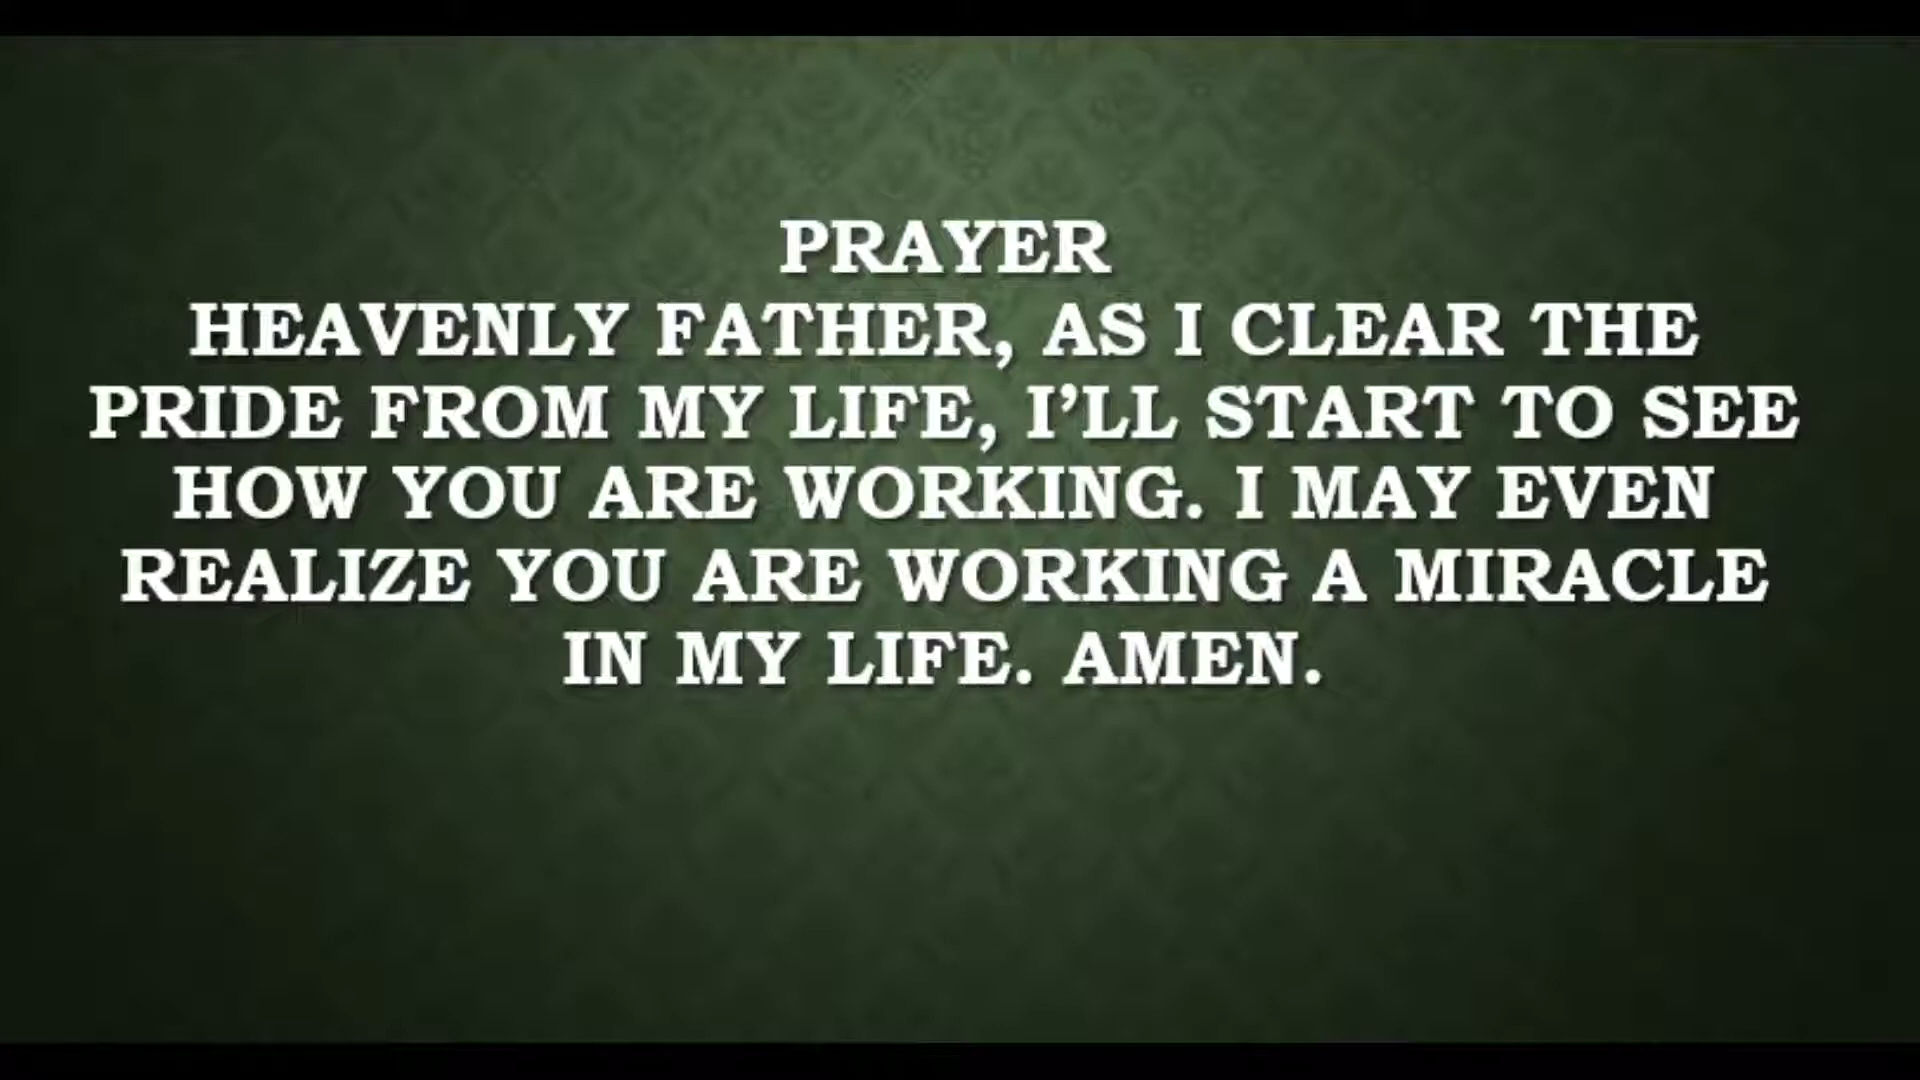 PRAYER
HEAVENLY FATHER, AS I CLEAR THE
PRIDE FROM MY LIFE, I’LL START TO SEE
HOW YOU ARE WORKING. I MAY EVEN
REALIZE YOU ARE WORKING A MIRACLE
IN MY LIFE. AMEN.